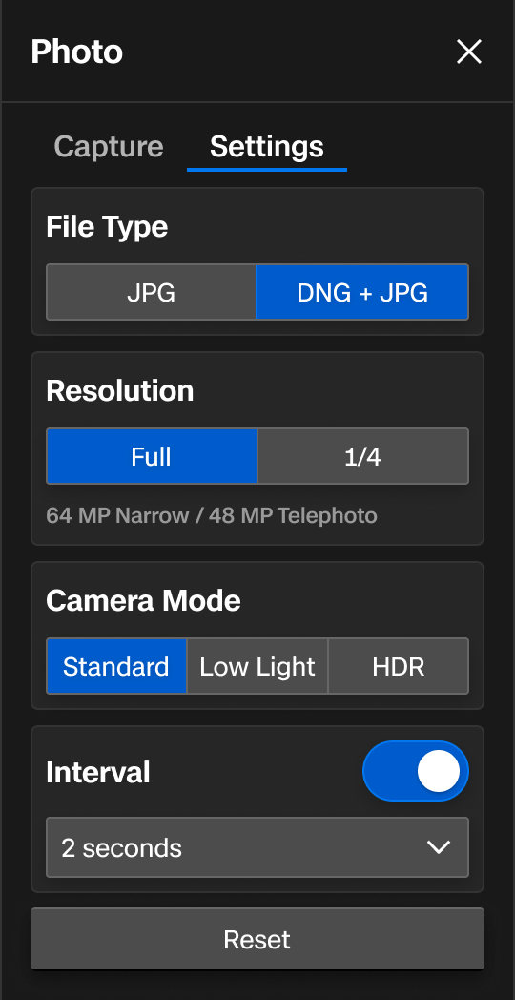 Photo
Capture Settings
File Type
JPG DNG + JPG
Resolution
Full 1/4
64 MP Narrow / 48 MP Telephoto
Camera Mode
Standard Low Light HDR
Interval
2 seconds
Reset